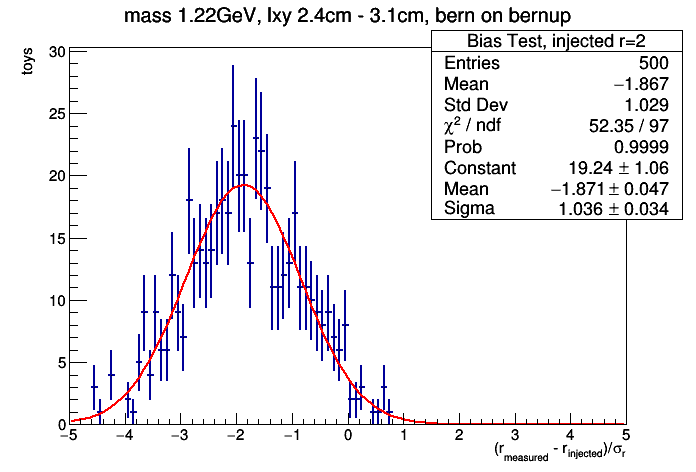 mass 1.22GeV, lxy 2.4cm - 3.1cm, bern on bernup
Bias Test, injected r=2
Entries 500
Mean −1.867
Std Dev 1.029
χ² / ndf 52.35 / 97
Prob 0.9999
Constant 19.24 ± 1.06
Mean −1.871 ± 0.047
Sigma 1.036 ± 0.034
toys
30
25
20
15
10
5
0
−5 −4 −3 −2 −1 0 1 2 3 4 5
(r_measured - r_injected)/σ_r